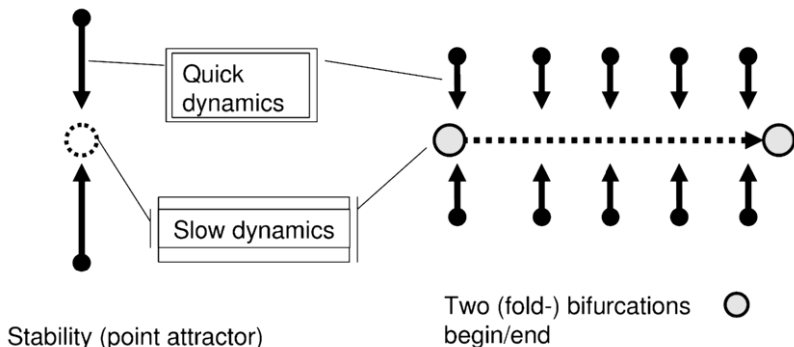 Quick
dynamics
Slow dynamics
Stability (point attractor)
Two (fold-) bifurcations
begin/end